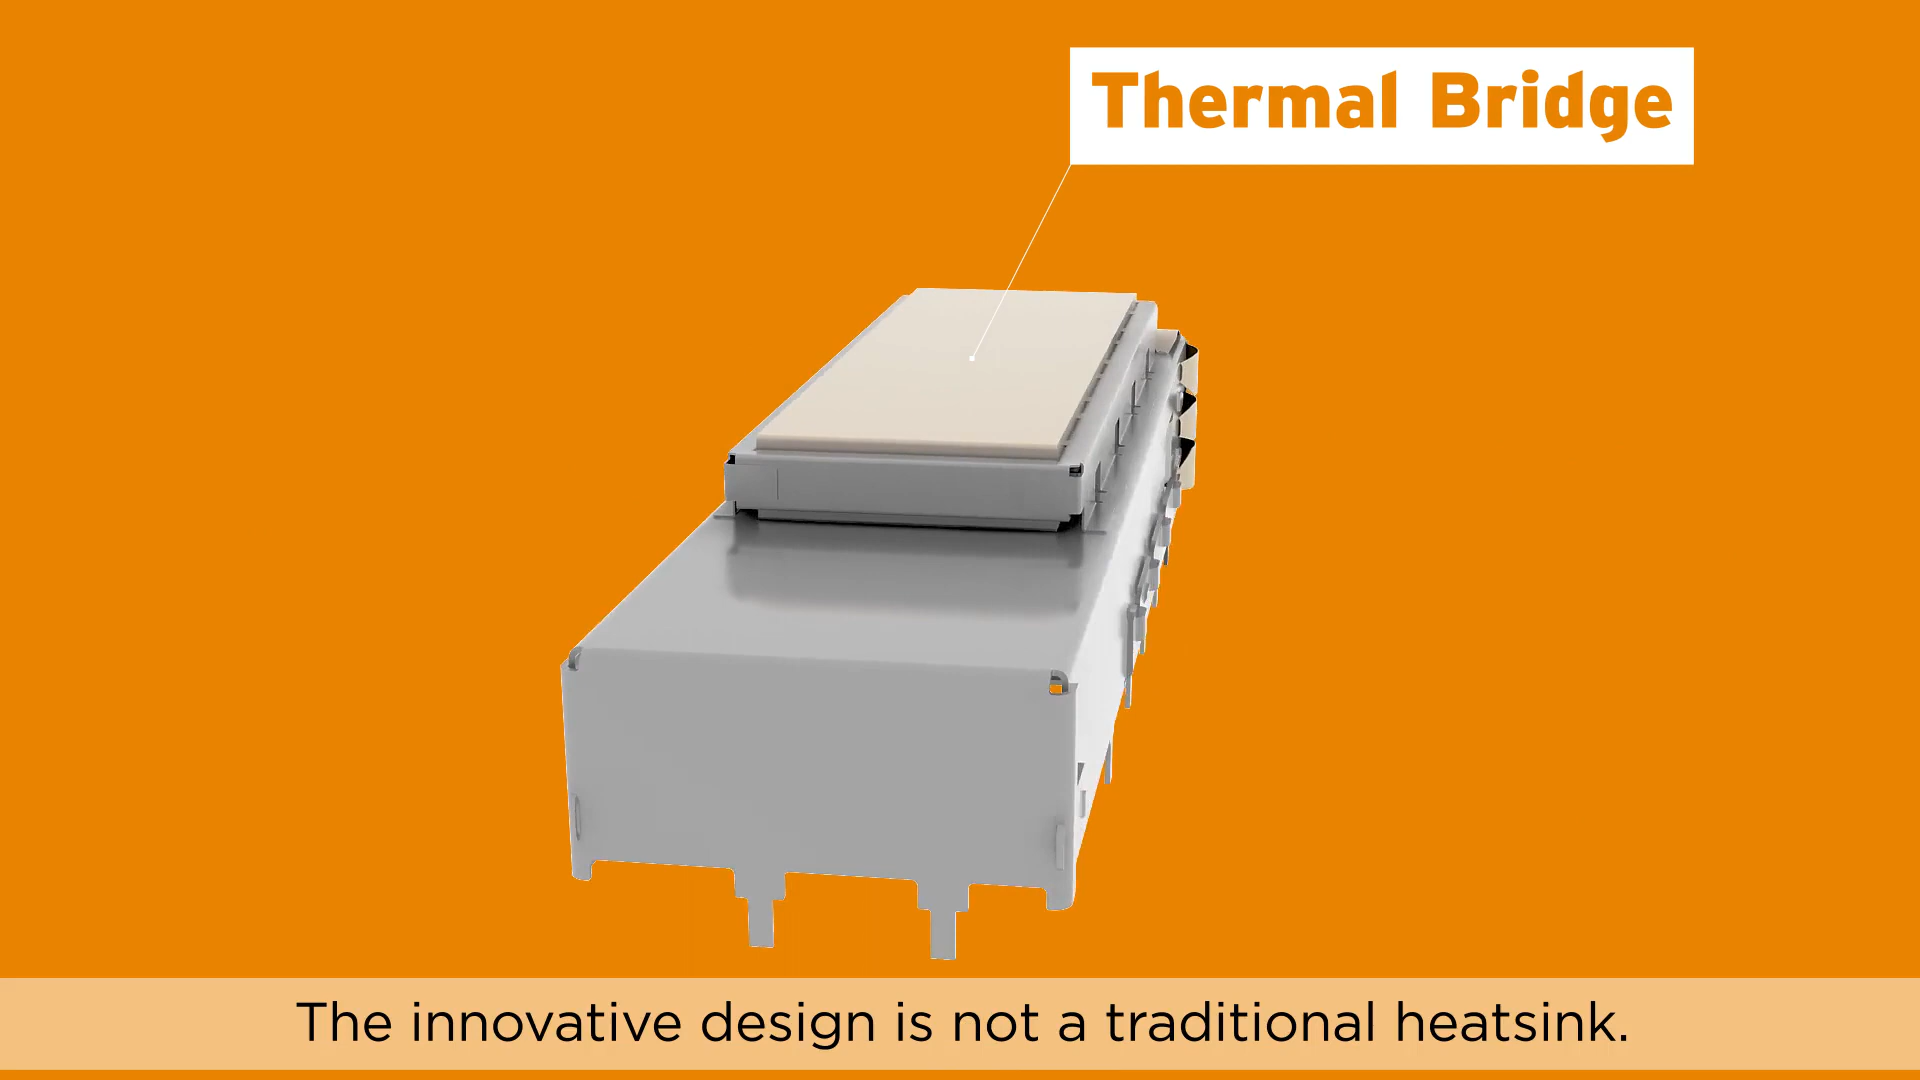 Thermal Bridge
The innovative design is not a traditional heatsink.